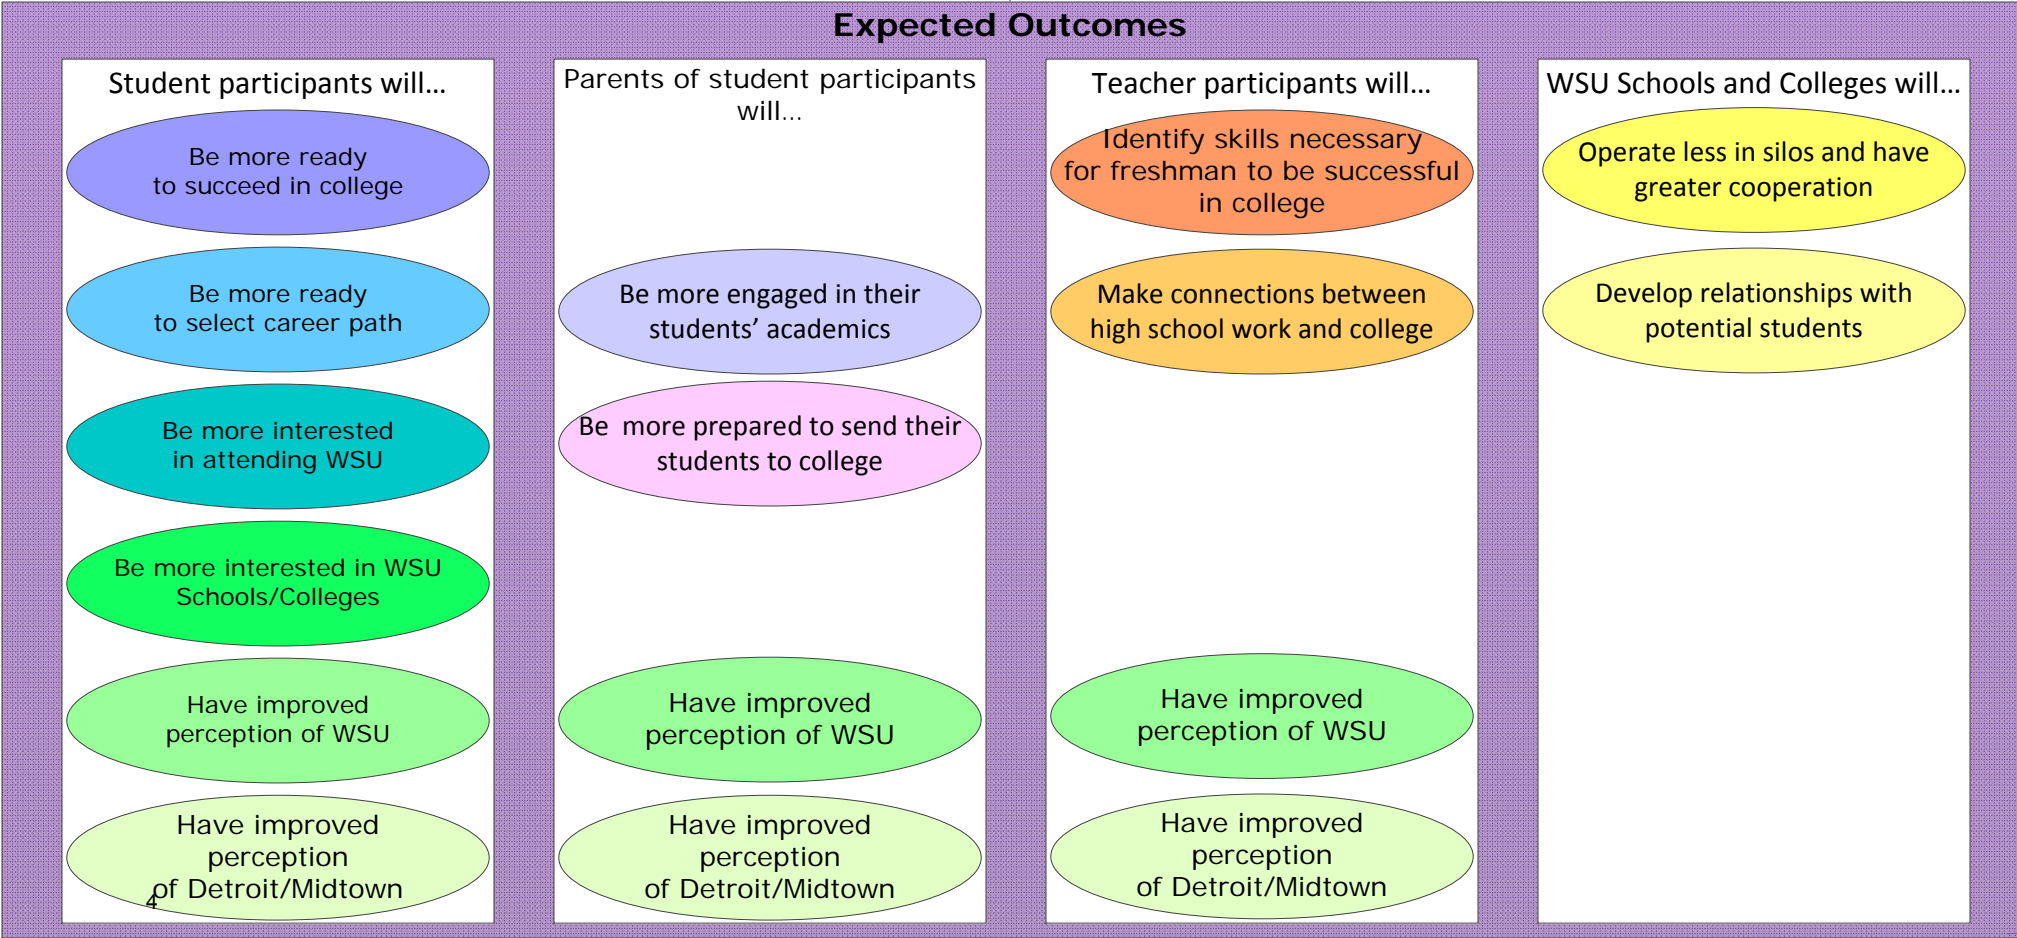 Expected Outcomes
Student participants will...
Be more ready
to succeed in college
Be more ready
to select career path
Be more interested
in attending WSU
Be more interested in WSU
Schools/Colleges
Have improved
perception of WSU
Have improved
perception
of Detroit/Midtown
4
Parents of student participants
will...
Be more engaged in their
students’ academics
Be  more prepared to send their
students to college
Have improved
perception of WSU
Have improved
perception
of Detroit/Midtown
Teacher participants will...
Identify skills necessary
for freshman to be successful
in college
Make connections between
high school work and college
Have improved
perception of WSU
Have improved
perception
of Detroit/Midtown
WSU Schools and Colleges will...
Operate less in silos and have
greater cooperation
Develop relationships with
potential students